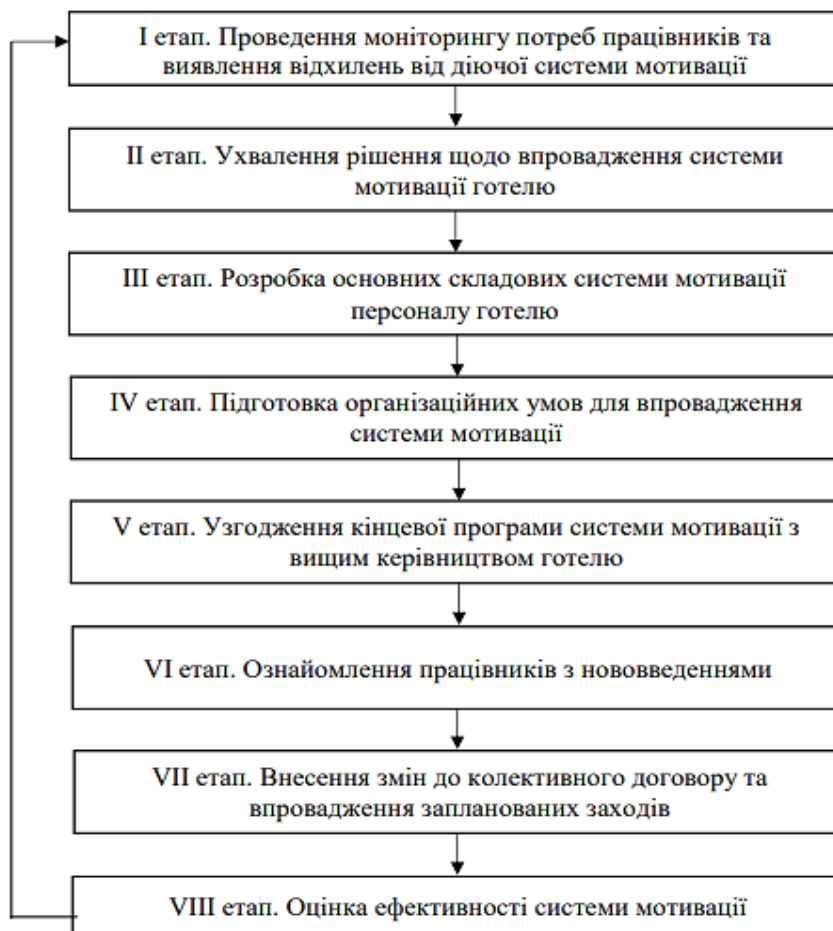 I етап. Проведення моніторингу потреб працівників та
виявлення відхилень від діючої системи мотивації
II етап. Ухвалення рішення щодо впровадження системи
мотивації готелю
III етап. Розробка основних складових системи мотивації
персоналу готелю
IV етап. Підготовка організаційних умов для впровадження
системи мотивації
V етап. Узгодження кінцевої програми системи мотивації з
вищим керівництвом готелю
VI етап. Ознайомлення працівників з нововведеннями
VII етап. Внесення змін до колективного договору та
впровадження запланованих заходів
VIII етап. Оцінка ефективності системи мотивації